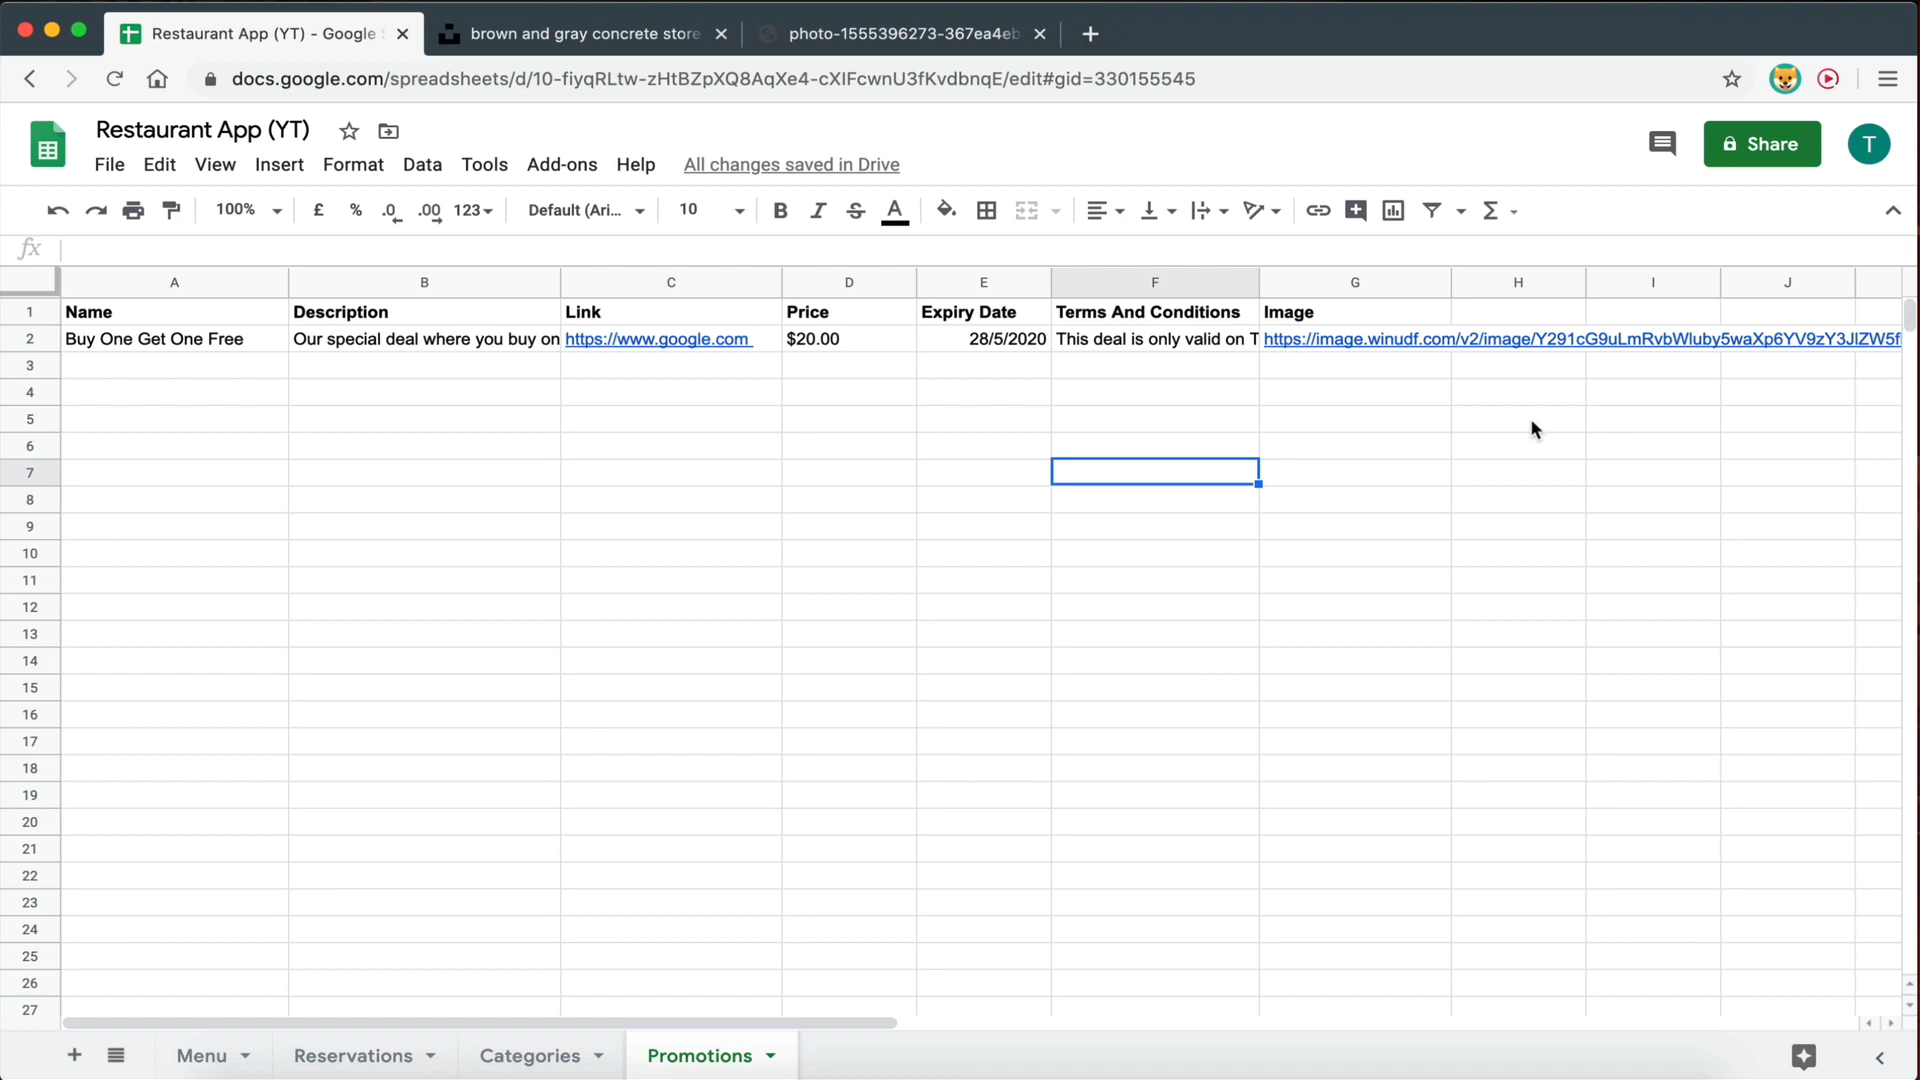 Restaurant App (YT) - Google
brown and gray concrete store
photo-1555396273-367ea4eb
docs.google.com/spreadsheets/d/10-fiyqRLtw-zHtBZpXQ8AqXe4-cXIFcwnU3fKvdbnqE/edit#gid=330155545
Restaurant App (YT)
File Edit View Insert Format Data Tools Add-ons Help All changes saved in Drive
Share
T
100% £ % .0 .00 123 Default (Ari... 10 B I S A Σ
fx
A B C D E F G H I J
1 Name Description Link Price Expiry Date Terms And Conditions Image
2 Buy One Get One Free Our special deal where you buy on https://www.google.com $20.00 28/5/2020 This deal is only valid on T https://image.winudf.com/v2/image/Y291cG9uLmRvbWluby5waXp6YV9zY3JlZW5f
3
4
5
6
7
8
9
10
11
12
13
14
15
16
17
18
19
20
21
22
23
24
25
26
27
Menu Reservations Categories Promotions